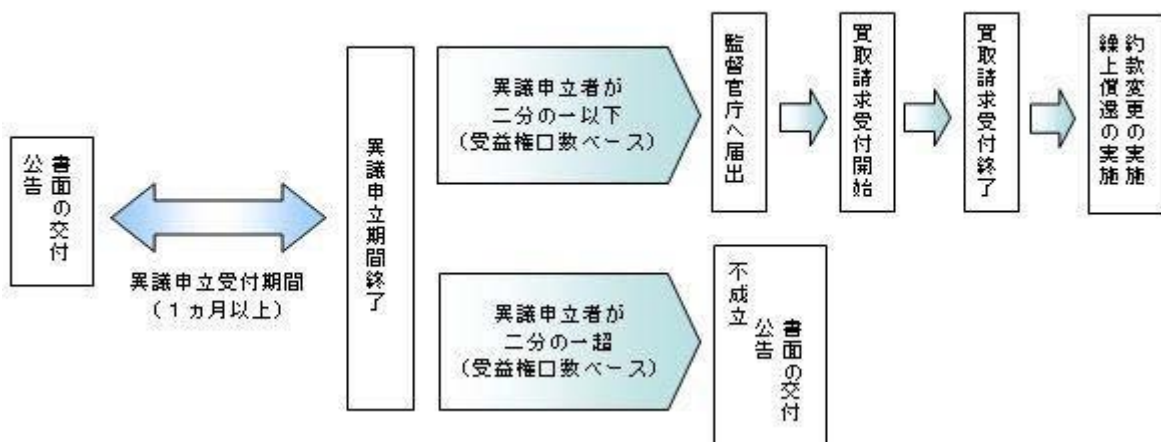 書面の交付
公告
異議申立受付期間
（１ヵ月以上）
異議申立期間終了
異議申立者が
二分の一以下
（受益権口数ベース）
監督官庁へ届出
買取請求受付開始
買取請求受付終了
約款変更の実施
繰上償還の実施
異議申立者が
二分の一超
（受益権口数ベース）
不成立
書面の交付
公告